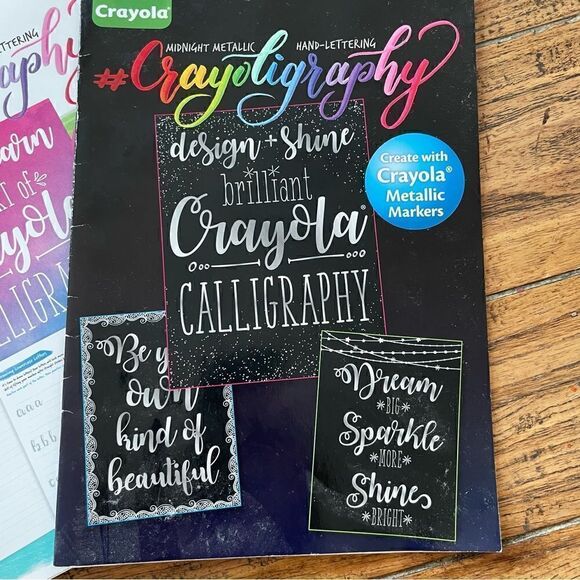 Crayola
MIDNIGHT METALLIC HAND-LETTERING
#Crayoligraphy
design + shine
brilliant
Crayola®
CALLIGRAPHY
Create with
Crayola®
Metallic
Markers
Be y
own
kind of
beautiful
Dream
BIG
Sparkle
MORE
Shine
BRIGHT